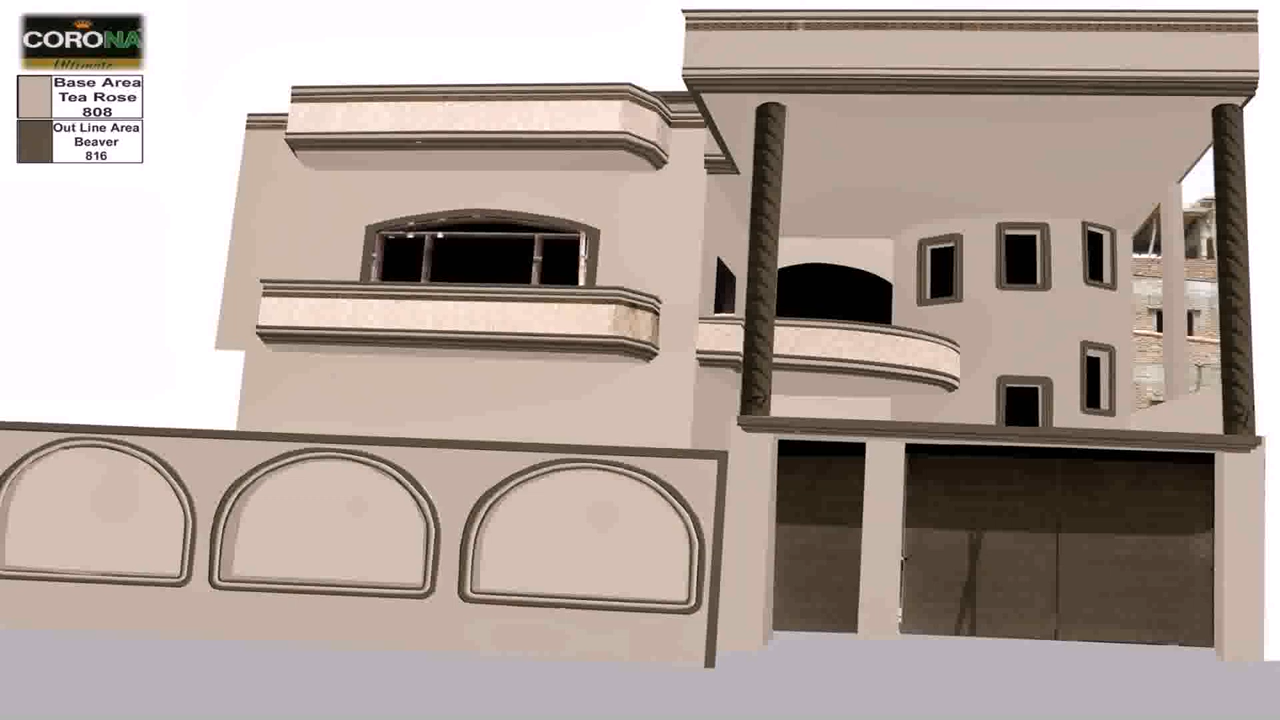 CORONA
Ultimate
Base Area
Tea Rose
808
Out Line Area
Beaver
816